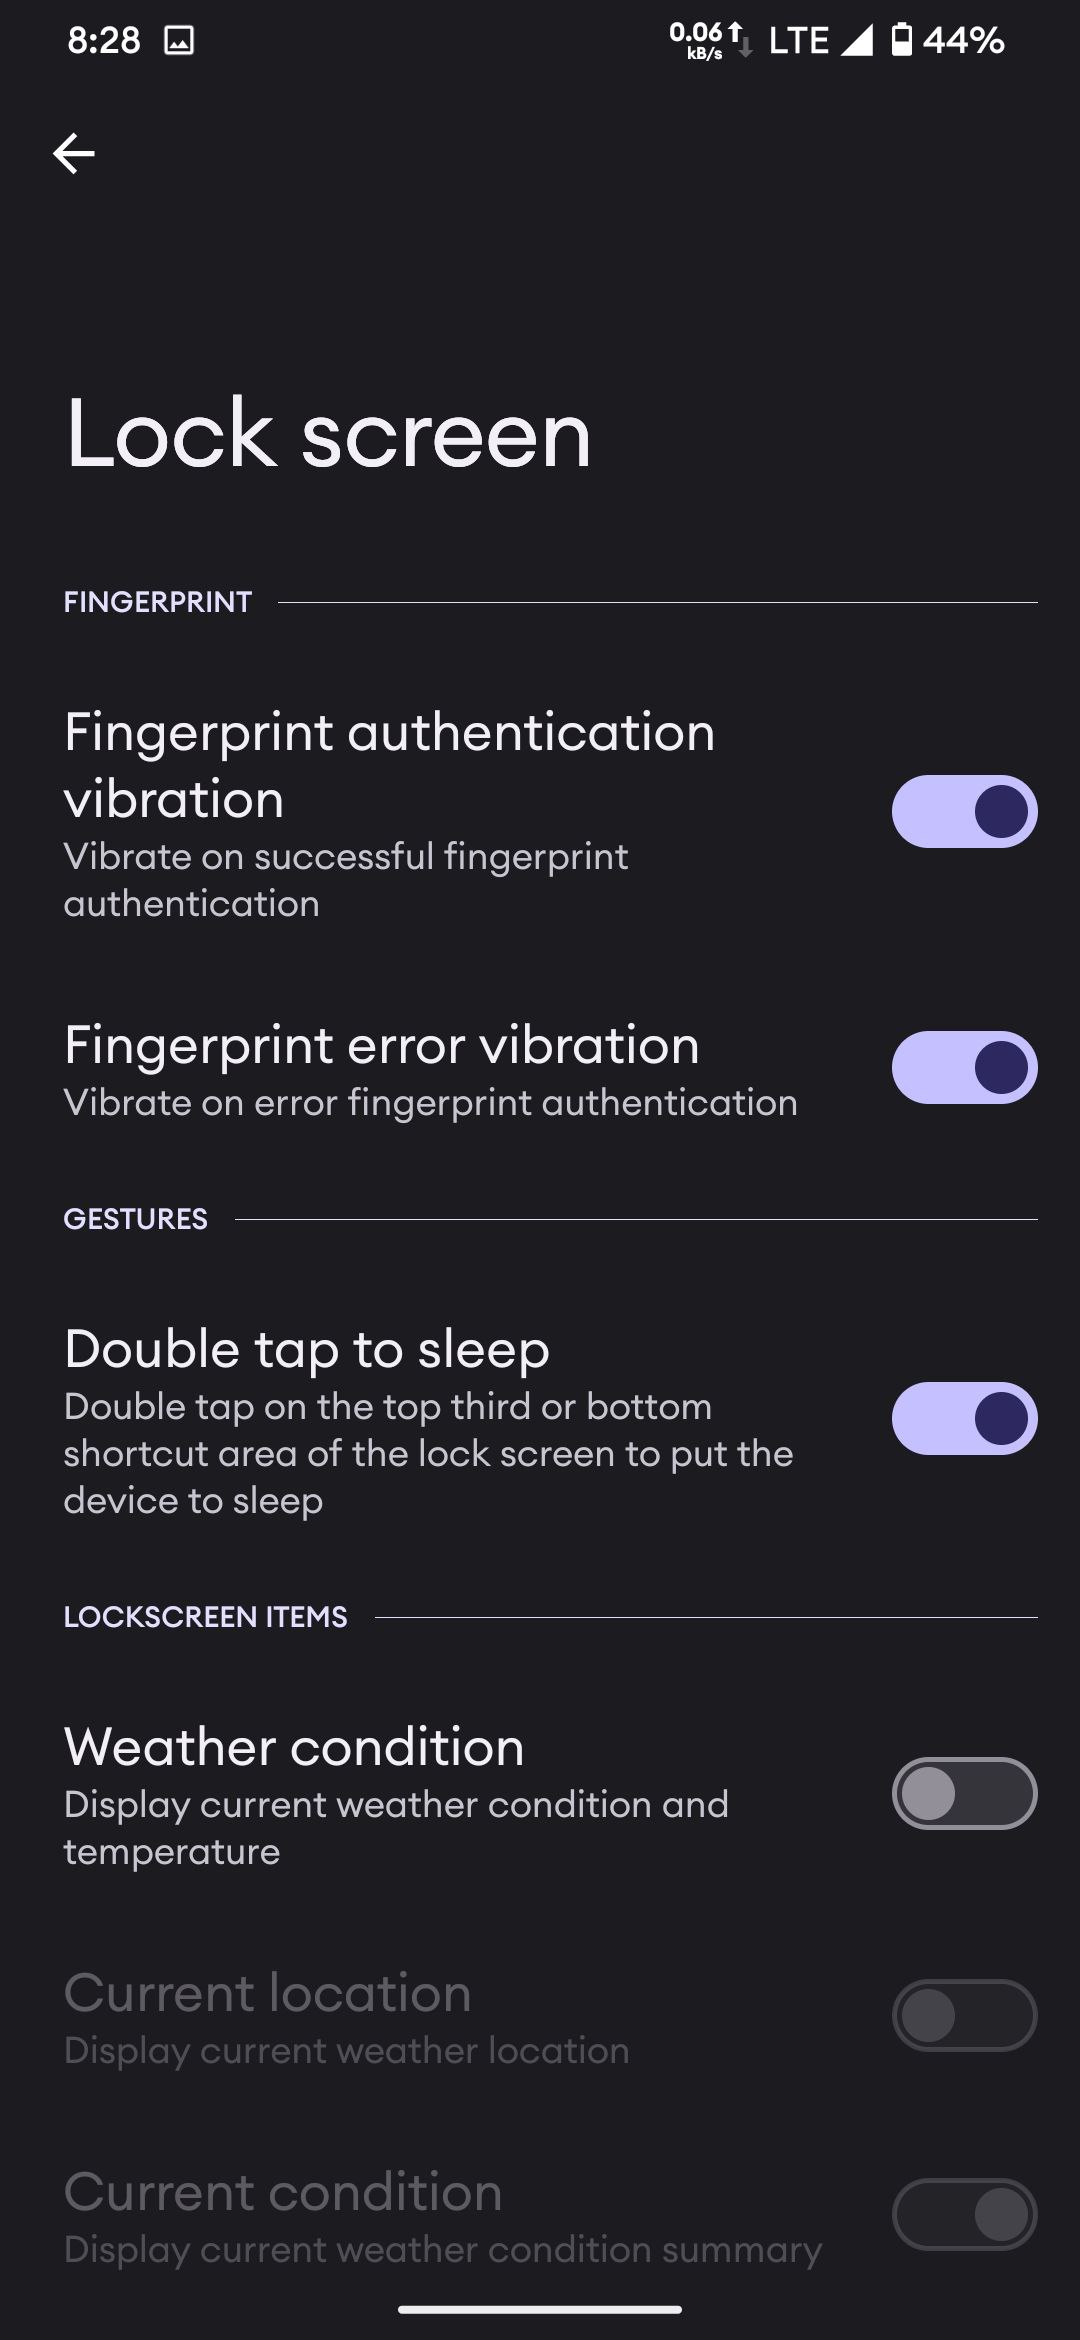 8:28 0.06 kB/s LTE 44%
Lock screen
FINGERPRINT
Fingerprint authentication
vibration
Vibrate on successful fingerprint
authentication
Fingerprint error vibration
Vibrate on error fingerprint authentication
GESTURES
Double tap to sleep
Double tap on the top third or bottom
shortcut area of the lock screen to put the
device to sleep
LOCKSCREEN ITEMS
Weather condition
Display current weather condition and
temperature
Current location
Display current weather location
Current condition
Display current weather condition summary